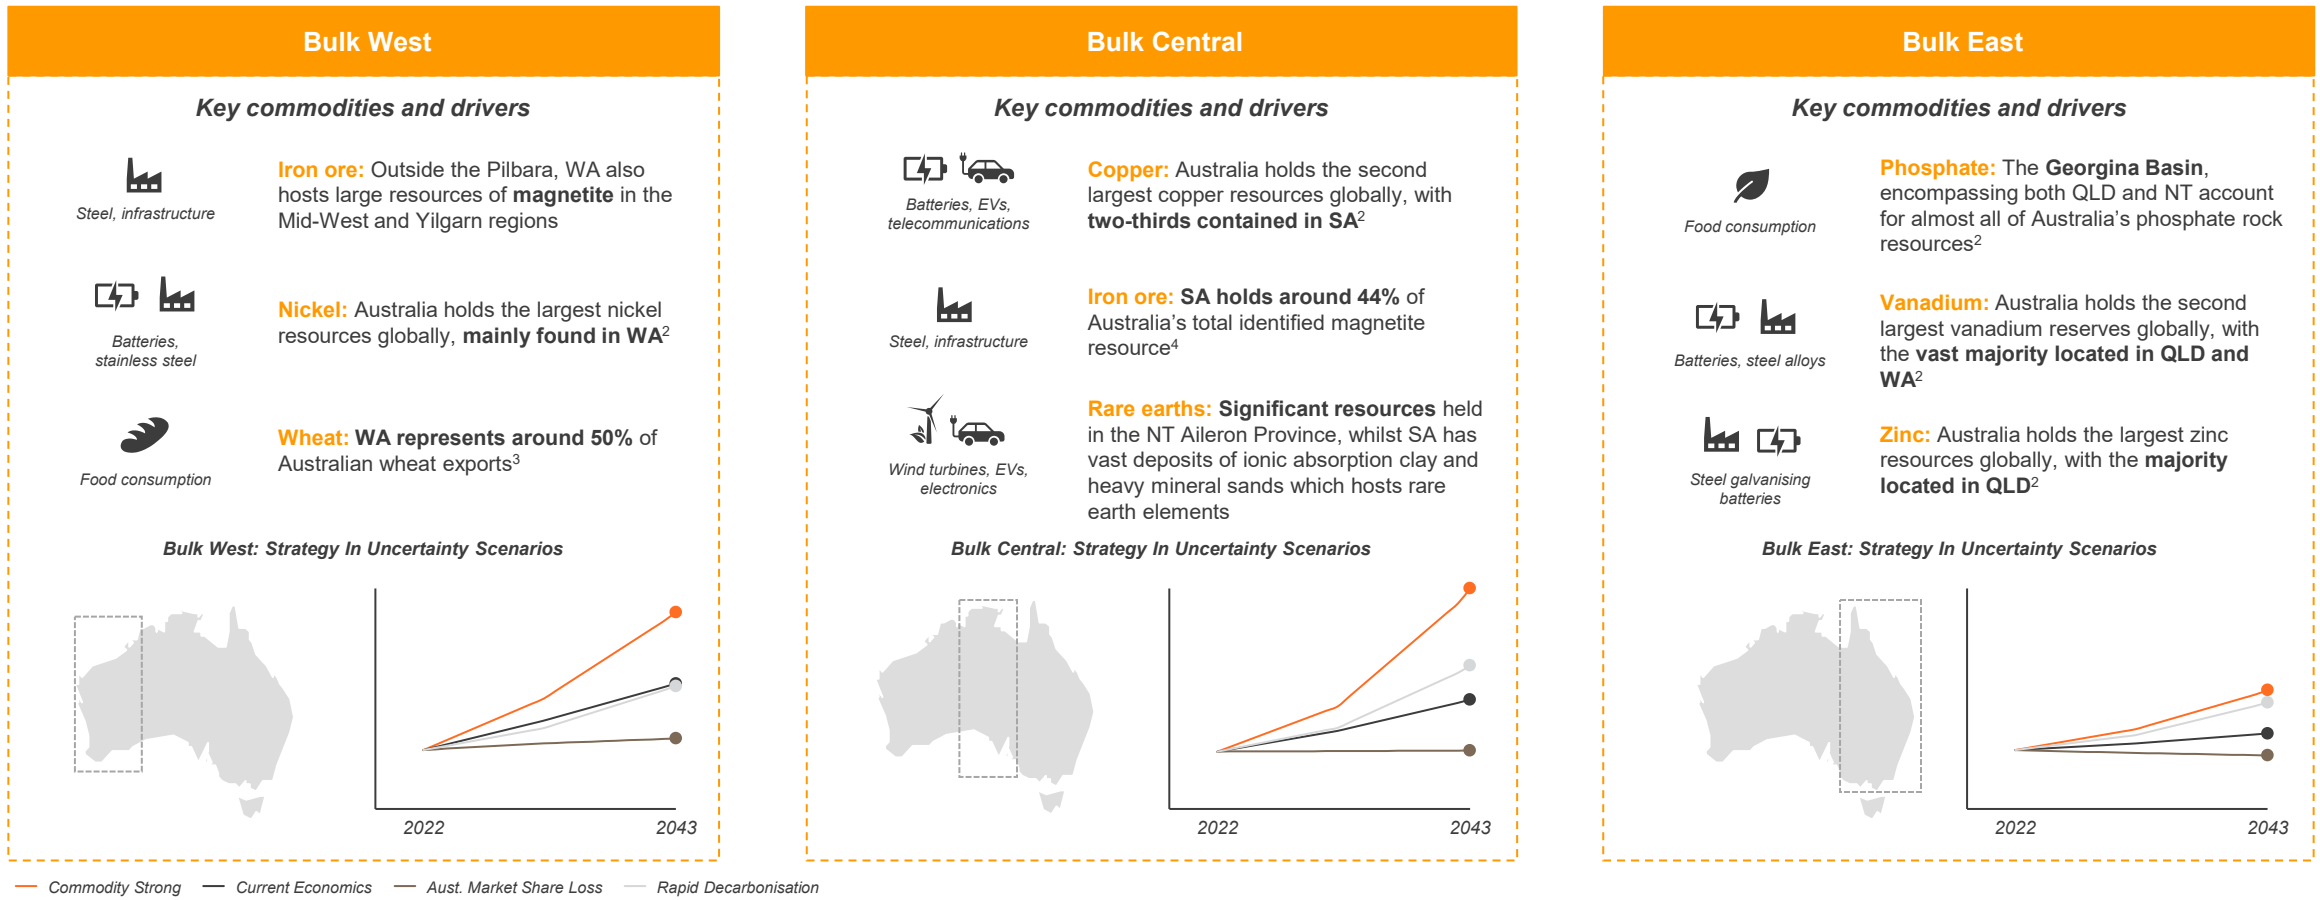 Bulk West
Key commodities and drivers
Steel, infrastructure
Iron ore: Outside the Pilbara, WA also
hosts large resources of magnetite in the
Mid-West and Yilgarn regions
Batteries,
stainless steel
Nickel: Australia holds the largest nickel
resources globally, mainly found in WA2
Food consumption
Wheat: WA represents around 50% of
Australian wheat exports3
Bulk West: Strategy In Uncertainty Scenarios
2022
2043
Bulk Central
Key commodities and drivers
Batteries, EVs,
telecommunications
Copper: Australia holds the second
largest copper resources globally, with
two-thirds contained in SA2
Steel, infrastructure
Iron ore: SA holds around 44% of
Australia's total identified magnetite
resource4
Wind turbines, EVs,
electronics
Rare earths: Significant resources held
in the NT Aileron Province, whilst SA has
vast deposits of ionic absorption clay and
heavy mineral sands which hosts rare
earth elements
Bulk Central: Strategy In Uncertainty Scenarios
2022
2043
Bulk East
Key commodities and drivers
Food consumption
Phosphate: The Georgina Basin,
encompassing both QLD and NT account
for almost all of Australia's phosphate rock
resources2
Batteries, steel alloys
Vanadium: Australia holds the second
largest vanadium reserves globally, with
the vast majority located in QLD and
WA2
Steel galvanising
batteries
Zinc: Australia holds the largest zinc
resources globally, with the majority
located in QLD2
Bulk East: Strategy In Uncertainty Scenarios
2022
2043
Commodity Strong
Current Economics
Aust. Market Share Loss
Rapid Decarbonisation